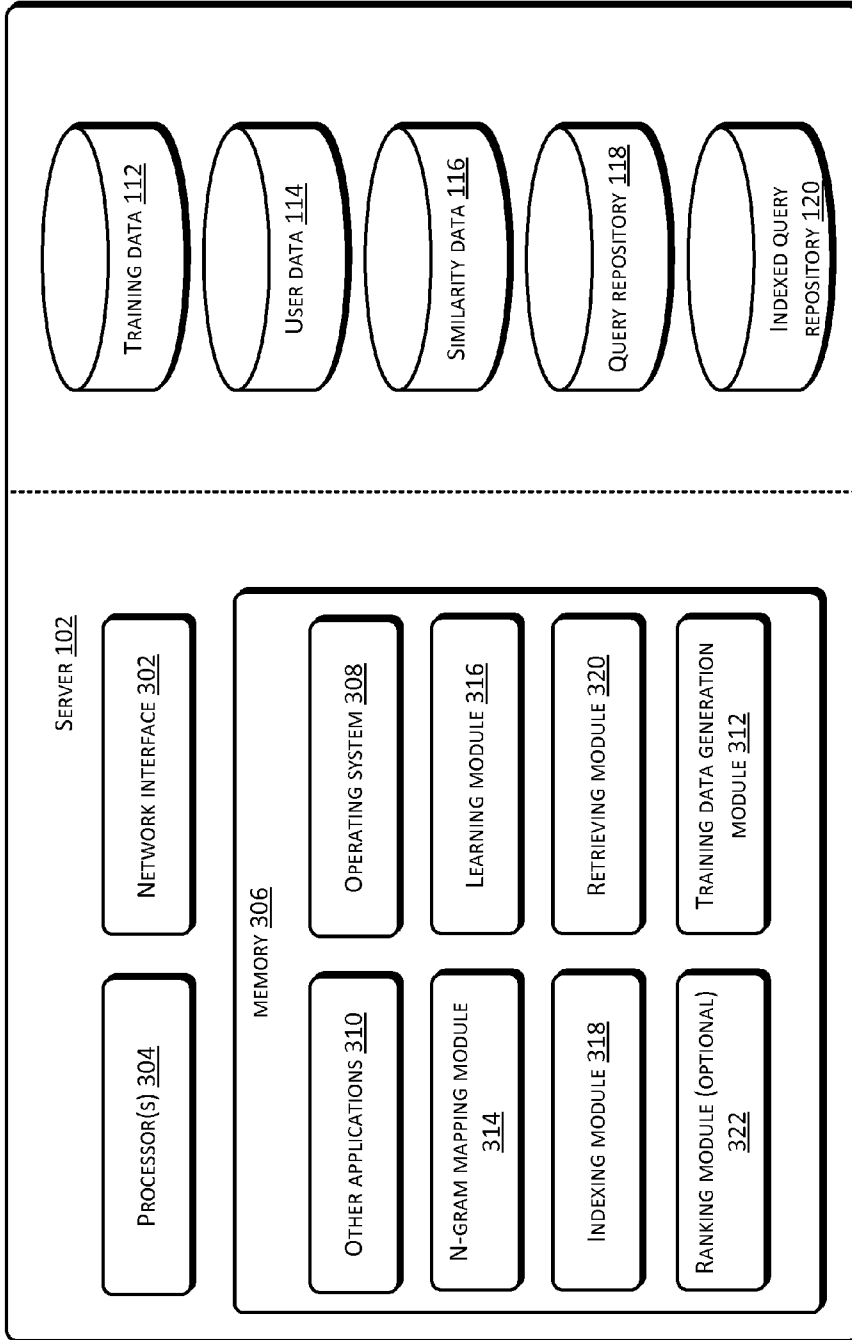 SERVER 102
PROCESSOR(S) 304
NETWORK INTERFACE 302
MEMORY 306
OTHER APPLICATIONS 310
OPERATING SYSTEM 308
N-GRAM MAPPING MODULE
314
LEARNING MODULE 316
INDEXING MODULE 318
RETRIEVING MODULE 320
RANKING MODULE (OPTIONAL)
322
TRAINING DATA GENERATION
MODULE 312
TRAINING DATA 112
USER DATA 114
SIMILARITY DATA 116
QUERY REPOSITORY 118
INDEXED QUERY
REPOSITORY 120